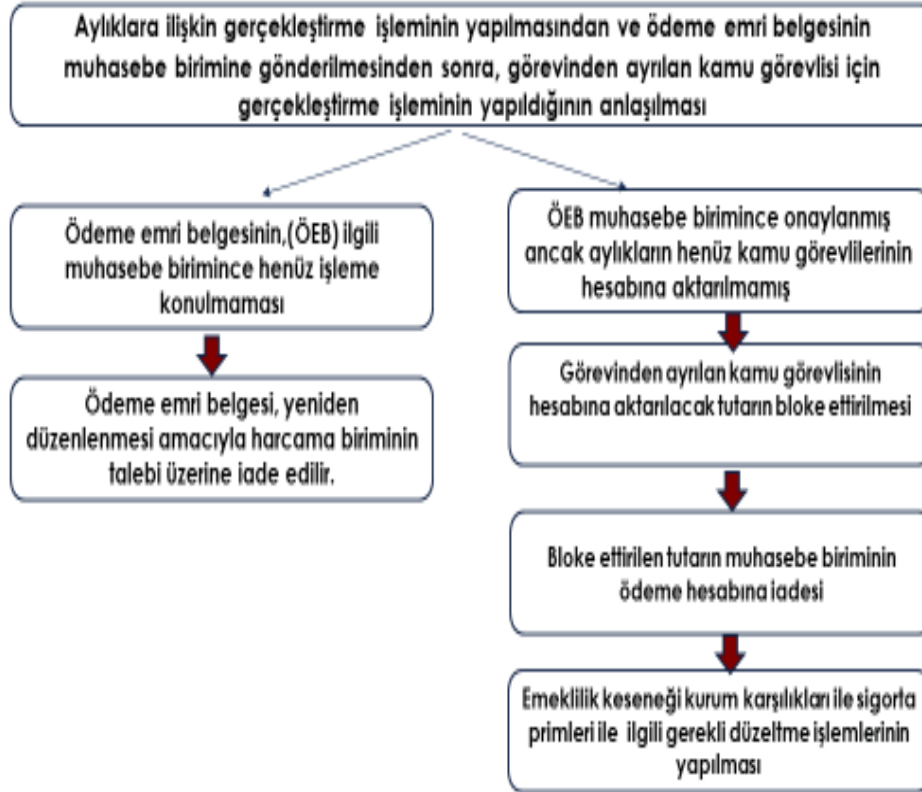 Aylıklara ilişkin gerçekleştirme işleminin yapılmasından ve ödeme emri belgesinin
muhasebe birimine gönderilmesinden sonra, görevinden ayrılan kamu görevlisi için
gerçekleştirme işleminin yapıldığının anlaşılması
Ödeme emri belgesinin,(ÖEB) ilgili
muhasebe birimince henüz işleme
konulmaması
Ödeme emri belgesi, yeniden
düzenlenmesi amacıyla harcama biriminin
talebi üzerine iade edilir.
ÖEB muhasebe birimince onaylanmış
ancak aylıkların henüz kamu görevlilerinin
hesabına aktarılmamış
Görevinden ayrılan kamu görevlisinin
hesabına aktarılacak tutarın bloke ettirilmesi
Bloke ettirilen tutarın muhasebe biriminin
ödeme hesabına iadesi
Emeklilik keseneği kurum karşılıkları ile sigorta
primleri ile ilgili gerekli düzeltme işlemlerinin
yapılması